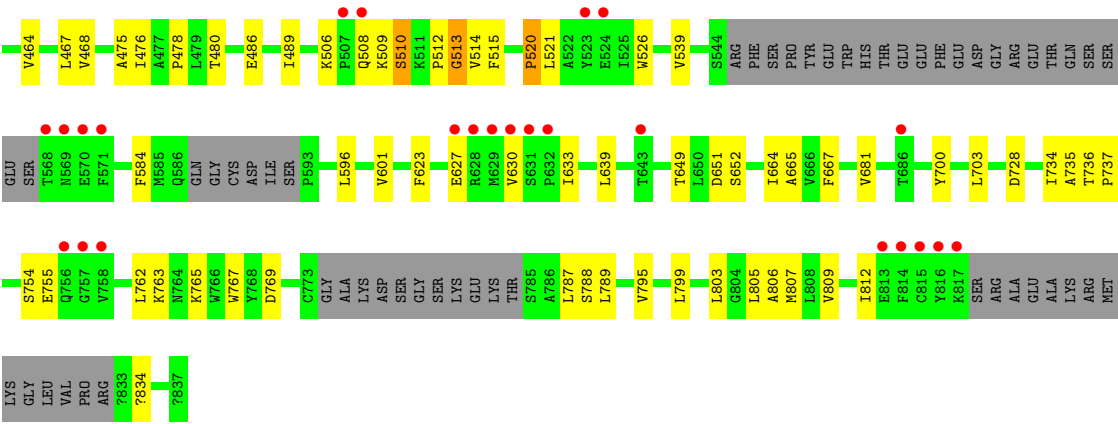 V464 L467 V468 A475 I476 A477 P478 L479 T480 E486 I489 K506 P507 Q508 K509 S510 K511 P512 G513 V514 F515 P520 L521 A522 Y523 E524 I525 W526 V539 S544 ARG PHE SER PRO TYR GLU TRP HIS THR GLU GLU PHE GLU ASP GLY ARG GLU THR GLN SER SER
GLU SER T568 N569 E570 F571 F584 M585 Q586 GLN GLY CYS ASP ILE SER P593 L596 V601 F623 E627 R628 M629 V630 S631 P632 I633 L639 T643 T649 L650 D651 S652 I664 A665 V666 F667 V681 T686 Y700 L703 D728 I734 A735 T736 P737
S754 E755 Q756 G757 V758 L762 K763 N764 K765 W766 W767 Y768 D769 C773 GLY ALA LYS ASP SER GLY SER LYS GLU LYS THR S785 A786 L787 S788 L789 V795 L799 L803 G804 L805 A806 M807 L808 V809 I812 E813 F814 C815 Y816 K817 SER ARG ALA GLU ALA LYS ARG MET
LYS GLY LEU VAL PRO ARG ?833 ?834 ?837